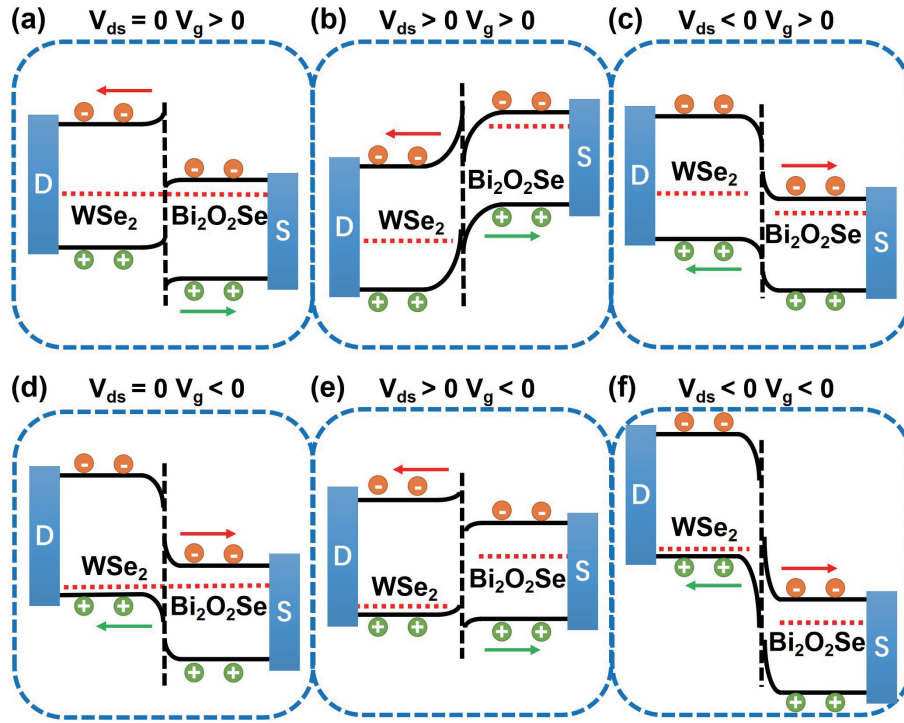 (a) V_ds = 0 V_g > 0
(b) V_ds > 0 V_g > 0
(c) V_ds < 0 V_g > 0
- -
D
WSe₂
+ +
- -
Bi₂O₂Se
S
+ +
- -
D
WSe₂
+ +
- -
Bi₂O₂Se
S
+ +
- -
D
WSe₂
+ +
- -
Bi₂O₂Se
S
+ +
(d) V_ds = 0 V_g < 0
(e) V_ds > 0 V_g < 0
(f) V_ds < 0 V_g < 0
- -
D
WSe₂
+ +
- -
Bi₂O₂Se
S
+ +
- -
D
WSe₂
+ +
- -
Bi₂O₂Se
S
+ +
- -
D
WSe₂
+ +
- -
Bi₂O₂Se
S
+ +